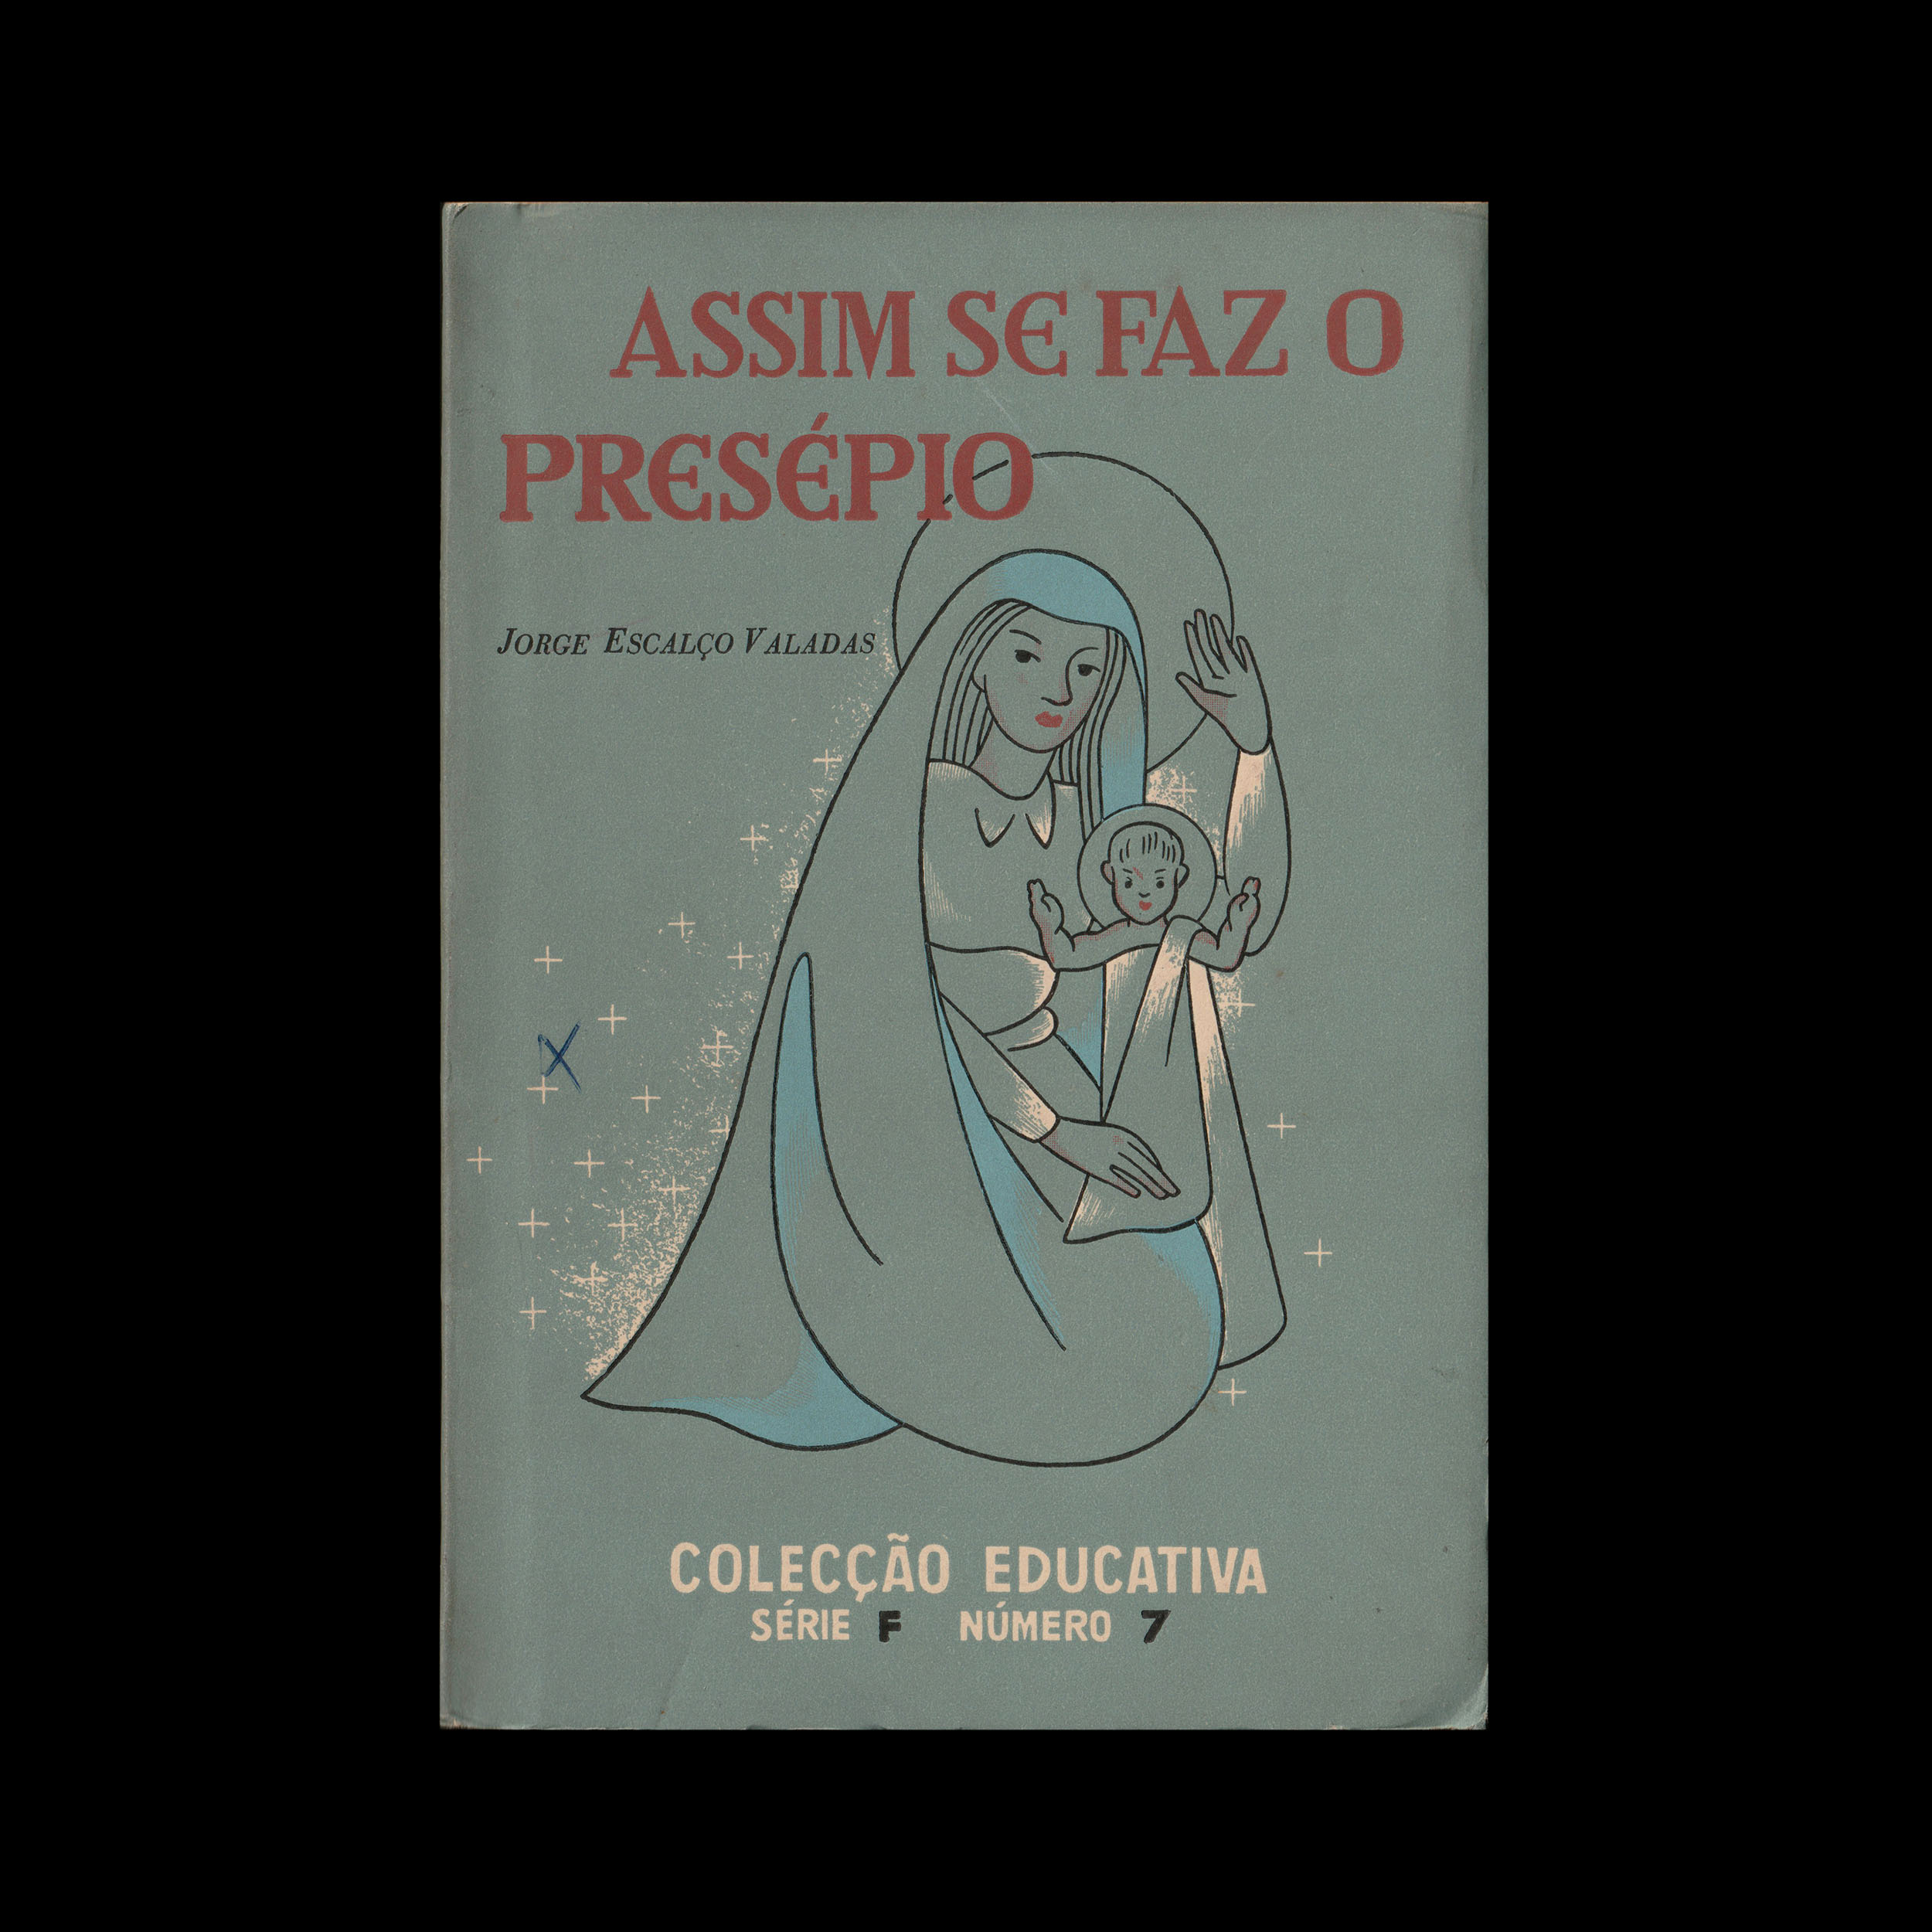 ASSIM SE FAZ O
PRESÉPIO
JORGE ESCALÇO VALADAS
COLECÇÃO EDUCATIVA
SÉRIE F NÚMERO 7